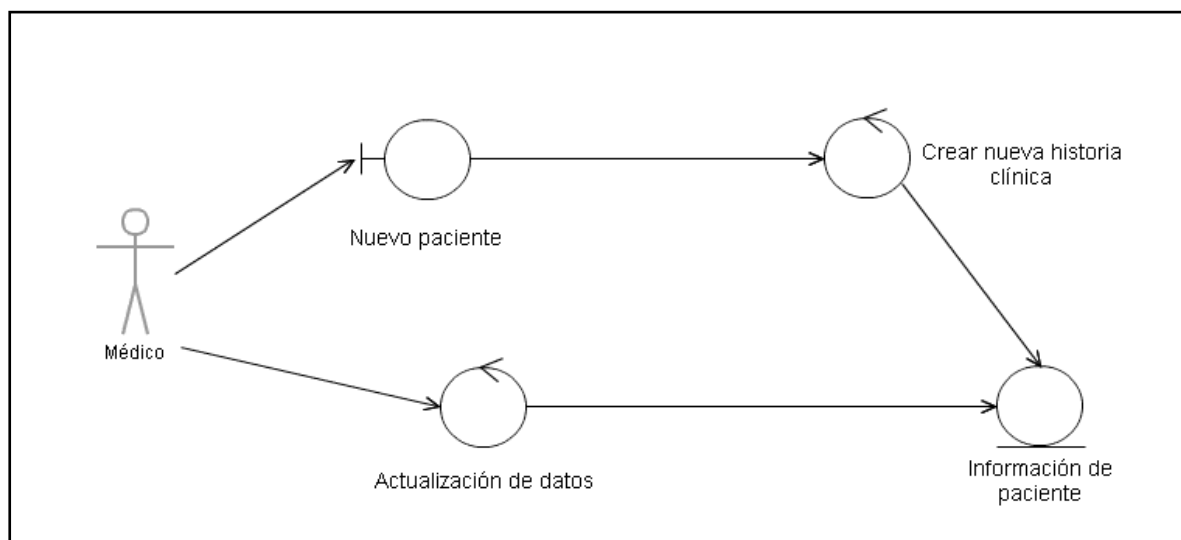 Crear nueva historia
clínica
Nuevo paciente
Médico
Actualización de datos
Información de
paciente